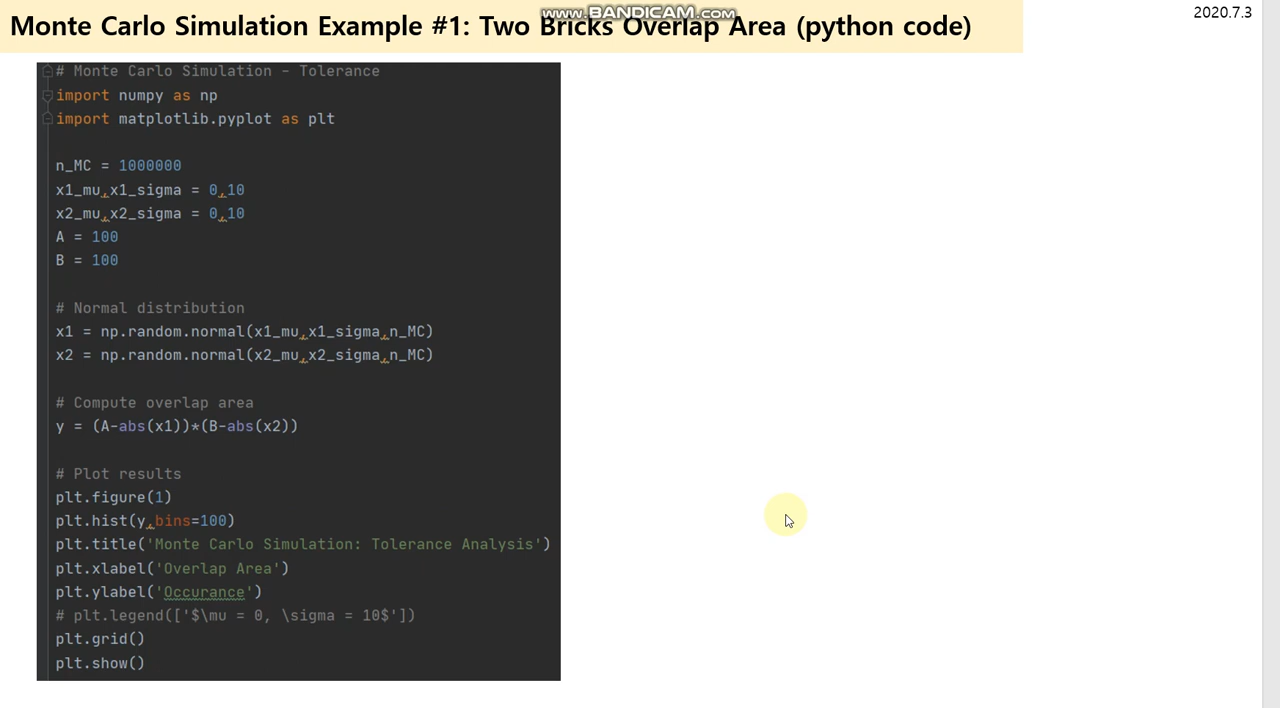 www.BANDICAM.com
2020.7.3
Monte Carlo Simulation Example #1: Two Bricks Overlap Area (python code)
# Monte Carlo Simulation - Tolerance
import numpy as np
import matplotlib.pyplot as plt
n_MC = 1000000
x1_mu,x1_sigma = 0,10
x2_mu,x2_sigma = 0,10
A = 100
B = 100
# Normal distribution
x1 = np.random.normal(x1_mu,x1_sigma,n_MC)
x2 = np.random.normal(x2_mu,x2_sigma,n_MC)
# Compute overlap area
y = (A-abs(x1))*(B-abs(x2))
# Plot results
plt.figure(1)
plt.hist(y,bins=100)
plt.title('Monte Carlo Simulation: Tolerance Analysis')
plt.xlabel('Overlap Area')
plt.ylabel('Occurance')
# plt.legend(['$\mu = 0, \sigma = 10$'])
plt.grid()
plt.show()